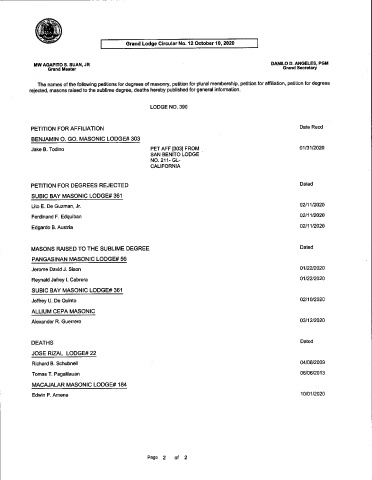 Grand Lodge Circular No. 12 October 10, 2020
MW AGAPITO S. SUAN, JR
Grand Master
DANILO D. ANGELES, PGM
Grand Secretary
The names of the following petitions for degrees of masonry, petition for plural membership, petition for affiliation, petition for degrees
rejected, masons raised to the sublime degree, deaths hereby published for general information.
LODGE NO. 390
PETITION FOR AFFILIATION Date Recd
BENJAMIN O. GO. MASONIC LODGE# 303
Jake B. Todino PET AFF [303] FROM 01/31/2020
SAN BENITO LODGE
NO. 211- GL-
CALIFORNIA
PETITION FOR DEGREES REJECTED Dated
SUBIC BAY MASONIC LODGE# 361
Lito E. De Guzman, Jr. 02/11/2020
Ferdinand F. Edquiban 02/11/2020
Edgardo B. Austria 02/11/2020
MASONS RAISED TO THE SUBLIME DEGREE Dated
PANGASINAN MASONIC LODGE# 56
Jerome David J. Sison 01/22/2020
Reynald Jefrey I. Cabrera 01/22/2020
SUBIC BAY MASONIC LODGE# 361
Jeffrey U. De Quinto 02/10/2020
ALLIUM CEPA MASONIC
Alexander R. Guerrero 03/12/2020
DEATHS Dated
JOSE RIZAL LODGE# 22
Richard B. Schubnell 04/08/2003
Tomas T. Pagaliauan 06/06/2013
MACAJALAR MASONIC LODGE# 184
Edwin P. Amena 10/01/2020
Page 2 of 2